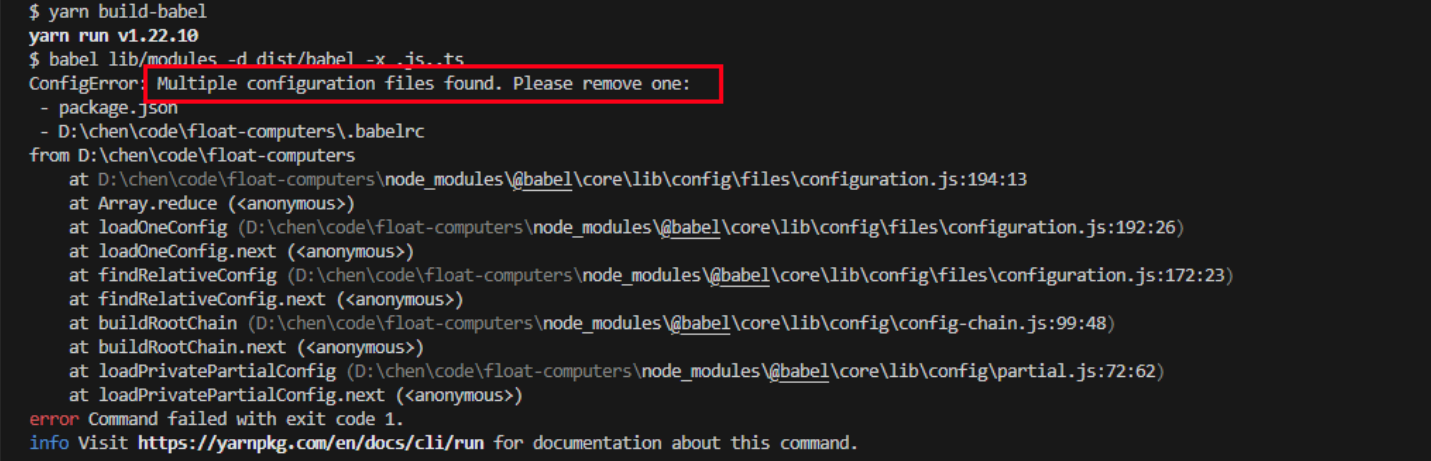 $ yarn build-babel
yarn run v1.22.10
$ babel lib/modules -d dist/babel -x .js,.ts
ConfigError: Multiple configuration files found. Please remove one:
 - package.json
 - D:\chen\code\float-computers\.babelrc
from D:\chen\code\float-computers
    at D:\chen\code\float-computers\node_modules\@babel\core\lib\config\files\configuration.js:194:13
    at Array.reduce (<anonymous>)
    at loadOneConfig (D:\chen\code\float-computers\node_modules\@babel\core\lib\config\files\configuration.js:192:26)
    at loadOneConfig.next (<anonymous>)
    at findRelativeConfig (D:\chen\code\float-computers\node_modules\@babel\core\lib\config\files\configuration.js:172:23)
    at findRelativeConfig.next (<anonymous>)
    at buildRootChain (D:\chen\code\float-computers\node_modules\@babel\core\lib\config\config-chain.js:99:48)
    at buildRootChain.next (<anonymous>)
    at loadPrivatePartialConfig (D:\chen\code\float-computers\node_modules\@babel\core\lib\config\partial.js:72:62)
    at loadPrivatePartialConfig.next (<anonymous>)
error Command failed with exit code 1.
info Visit https://yarnpkg.com/en/docs/cli/run for documentation about this command.